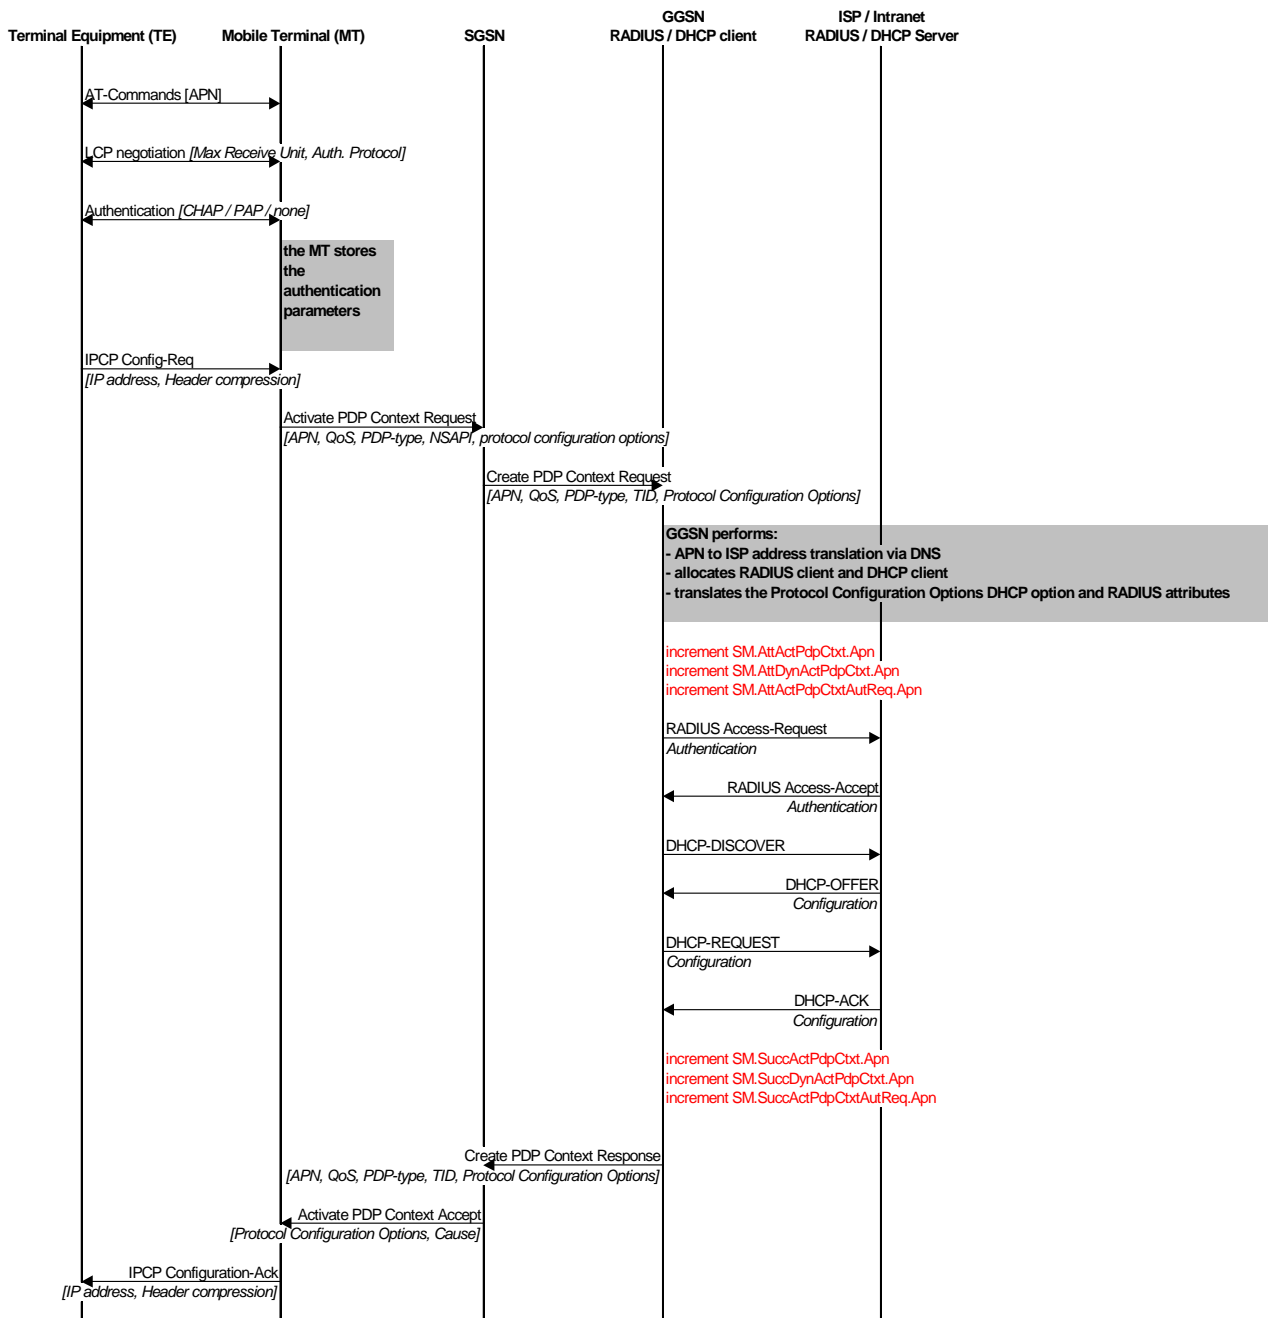 GGSN
ISP / Intranet
Terminal Equipment (TE)
Mobile Terminal (MT)
SGSN
RADIUS / DHCP client
RADIUS / DHCP Server
AT-Commands [APN]
LCP negotiation [Max Receive Unit, Auth. Protocol]
Authentication [CHAP / PAP / none]
the MT stores
the
authentication
parameters
IPCP Config-Req
[IP address, Header compression]
Activate PDP Context Request
[APN, QoS, PDP-type, NSAPI, protocol configuration options]
Create PDP Context Request
[APN, QoS, PDP-type, TID, Protocol Configuration Options]
GGSN performs:
- APN to ISP address translation via DNS
- allocates RADIUS client and DHCP client
- translates the Protocol Configuration Options DHCP option and RADIUS attributes
increment SM.AttActPdpCtxt.Apn
increment SM.AttDynActPdpCtxt.Apn
increment SM.AttActPdpCtxtAutReq.Apn
RADIUS Access-Request
Authentication
RADIUS Access-Accept
Authentication
DHCP-DISCOVER
DHCP-OFFER
Configuration
DHCP-REQUEST
Configuration
DHCP-ACK
Configuration
increment SM.SuccActPdpCtxt.Apn
increment SM.SuccDynActPdpCtxt.Apn
increment SM.SuccActPdpCtxtAutReq.Apn
Create PDP Context Response
[APN, QoS, PDP-type, TID, Protocol Configuration Options]
Activate PDP Context Accept
[Protocol Configuration Options, Cause]
IPCP Configuration-Ack
[IP address, Header compression]